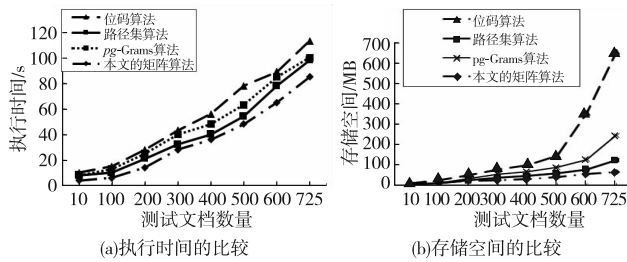 位码算法
路径集算法
pg-Grams算法
本文的矩阵算法
120
100
80
60
40
20
0
执行时间/s
10 100 200 300 400 500 600 725
测试文档数量
(a)执行时间的比较
位码算法
路径集算法
pg-Grams算法
本文的矩阵算法
700
600
500
400
300
200
100
0
存储空间/MB
10 100 200 300 400 500 600 725
测试文档数量
(b)存储空间的比较